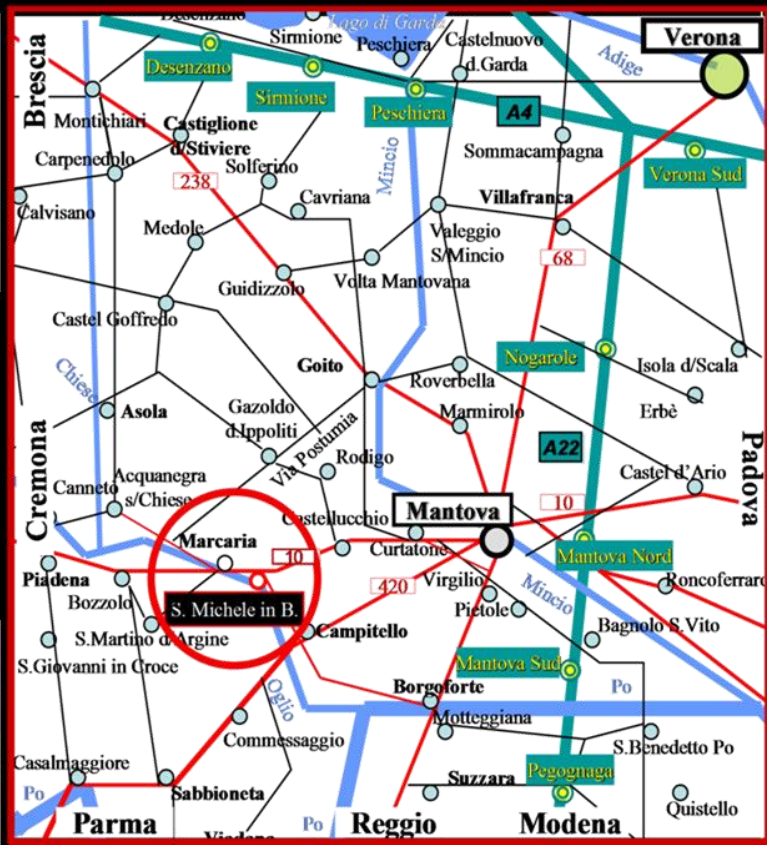 Desenzano
Sirmione
Lago di Garda
Peschiera
Castelnuovo
d.Garda
Adige
Verona
Brescia
Desenzano
Sirmione
Peschiera
A4
Montichiari
Castiglione
d/Stiviere
Sommacampagna
Verona Sud
Carpenedolo
Solferino
Mincio
238
Calvisano
Cavriana
Villafranca
Medole
Valeggio
S/Mincio
68
Guidizzolo
Volta Mantovana
Castel Goffredo
Nogarole
Isola d/Scala
Goito
Roverbella
Erbè
Chiese
Asola
Gazoldo
d.Ippoliti
Marmirolo
Via Postumia
A22
Padova
Cremona
Rodigo
Castel d'Ario
Canneto
Acquanegra
s/Chiese
10
Mantova
Castellucchio
Marcaria
10
Curtatone
Mantova Nord
Piadena
Bozzolo
420
Virgilio
Mincio
Roncoferraro
S. Michele in B.
Pietole
S.Martino d'Argine
Campitello
Bagnolo S.Vito
S.Giovanni in Croce
Mantova Sud
Oglio
Borgoforte
Po
Commessaggio
Motteggiana
S.Benedetto Po
Casalmaggiore
Suzzara
Pegognaga
Po
Sabbioneta
Quistello
Po
Parma
Viadana
Reggio
Modena